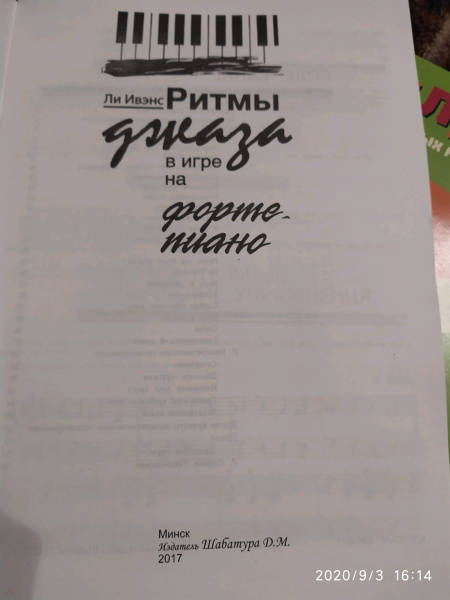 Ли Ивэнс Ритмы
джаза
в игре
на
форте-
пиано
Минск
Издатель Шабатура Д.М.
2017
2020/9/3 16:14